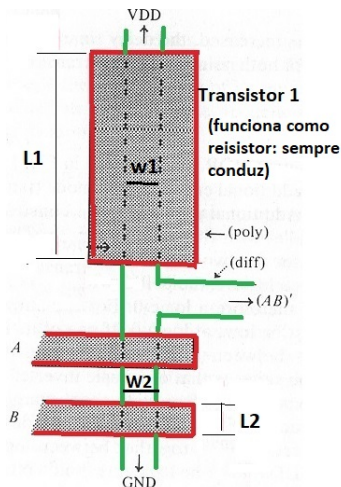 VDD
Transistor 1
(funciona como
reisistor: sempre
conduz)
L1
w1
(poly)
(diff)
(AB)'
A
W2
B
L2
GND